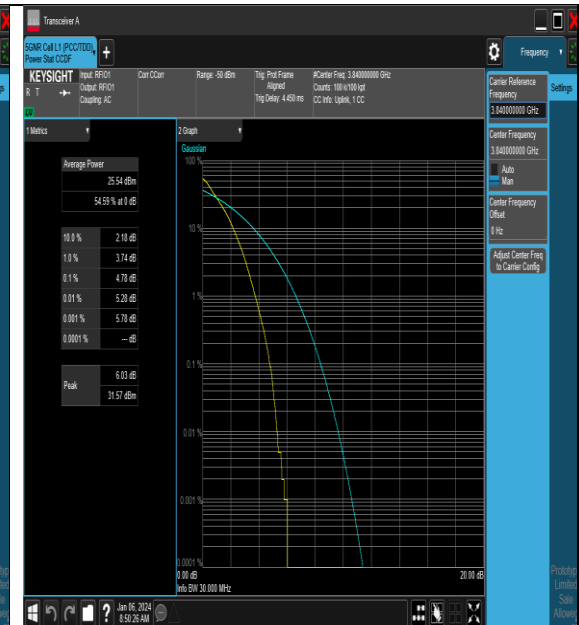 Transceiver A
5GNR Cell L1 (PCC/TDD),
Power Stat CCDF
+
Frequency
KEYSIGHT
R T
LV
Input: RFIO1
Output: RFIO1
Coupling: AC
Corr CCorr
Range: -50 dBm
Trig: Prot Frame
Aligned
Trig Delay: 4.450 ms
#Center Freq: 3.840000000 GHz
Counts: 100 k/100 kpt
CC Info: Uplink, 1 CC
Carrier Reference
Frequency
3.840000000 GHz
Settings
Center Frequency
3.840000000 GHz
Auto
Man
Center Frequency
Offset
0 Hz
Adjust Center Freq
to Carrier Config
1 Metrics
Average Power
25.54 dBm
54.59 % at 0 dB
10.0 % 2.18 dB
1.0 % 3.74 dB
0.1 % 4.78 dB
0.01 % 5.28 dB
0.001 % 5.78 dB
0.0001 % --- dB
Peak
6.03 dB
31.57 dBm
2 Graph
Gaussian
100 %
10 %
1 %
0.1 %
0.01 %
0.001 %
0.0001 %
0.00 dB
20.00 dB
Info BW 30.000 MHz
Prototyp
Limited
Sale
Allowe
?
Jan 06, 2024
8:50:26 AM